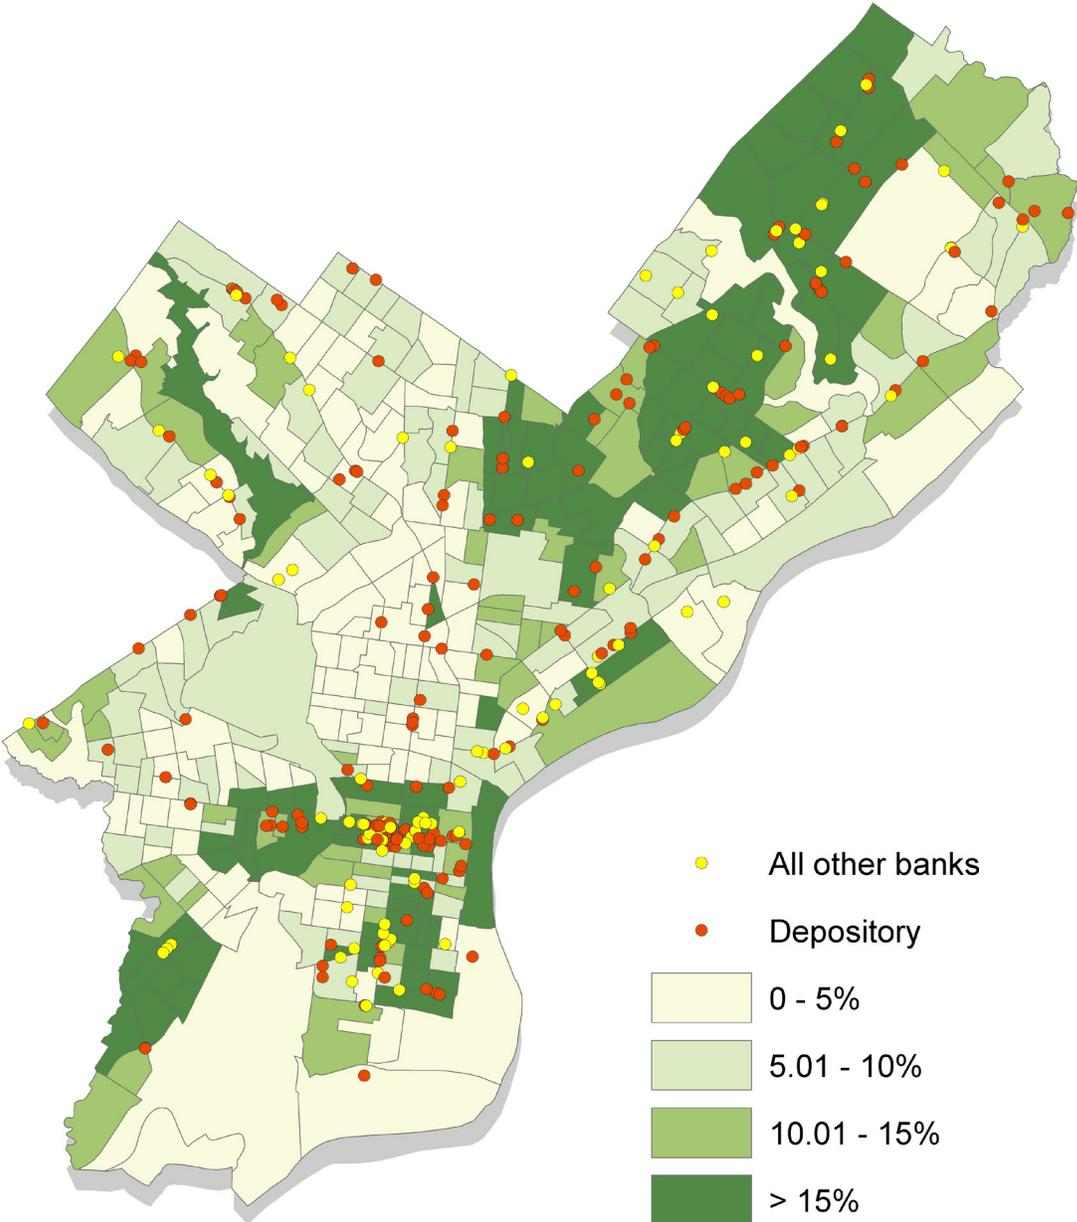 All other banks
Depository
0 - 5%
5.01 - 10%
10.01 - 15%
> 15%